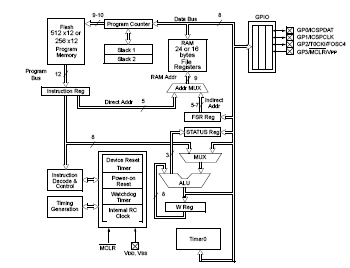 9-10
Data Bus
8
GPIO
Flash
512 x12 or
256 x12
Program
Memory
Program Counter
Stack 1
Stack 2
RAM
24 or 16
bytes
File
Registers
GP0/ICSPDAT
GP1/ICSPCLK
GP2/T0CKI/FOSC4
GP3/MCLR/VPP
Program
Bus
12
RAM Addr
9
Instruction Reg
Addr MUX
Direct Addr
5
5-7
Indirect
Addr
FSR Reg
STATUS Reg
8
3
MUX
Device Reset
Timer
Instruction
Decode &
Control
Power-on
Reset
ALU
Watchdog
Timer
8
Timing
Generation
Internal RC
Clock
W Reg
Timer0
MCLR
VDD, VSS